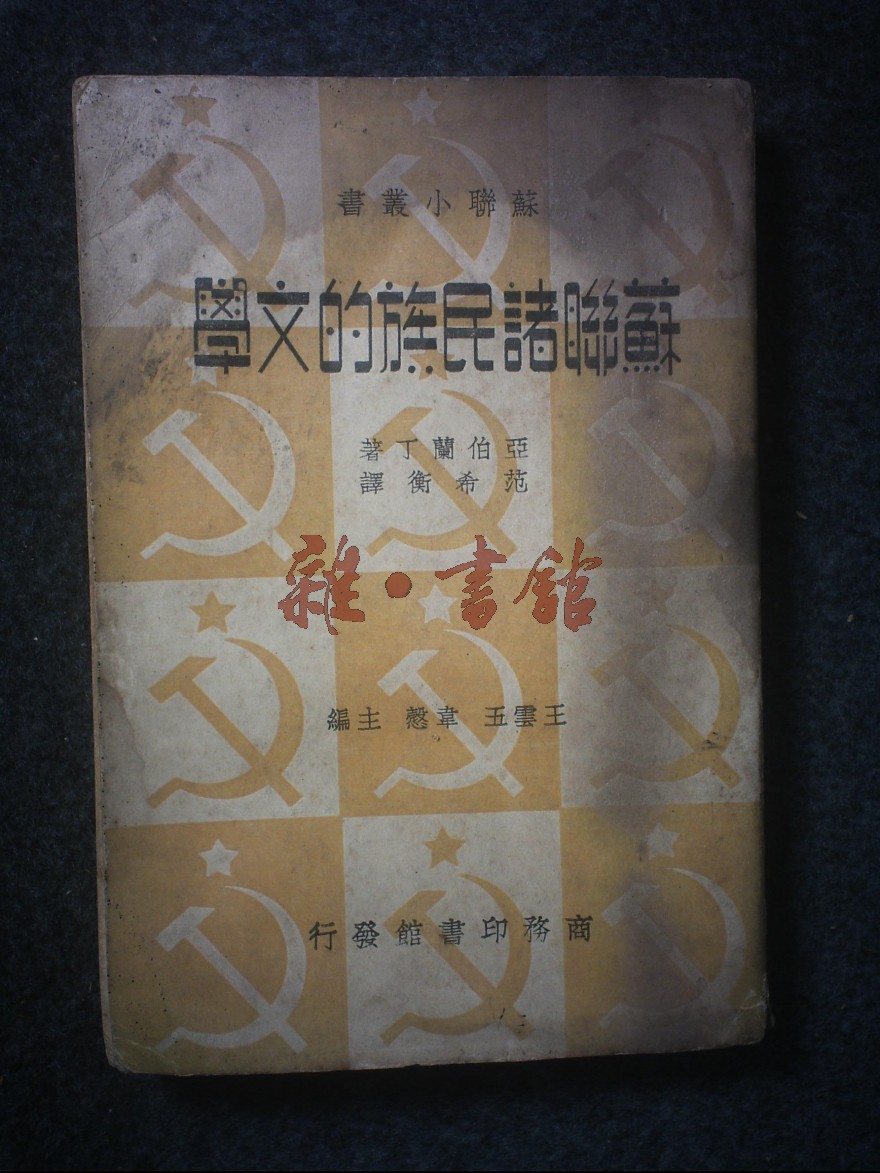 蘇聯小叢書
蘇聯諸民族的文學
亞伯蘭丁著
范希衡譯
雜·書館
王雲五 韋慤 主編
商務印書館發行